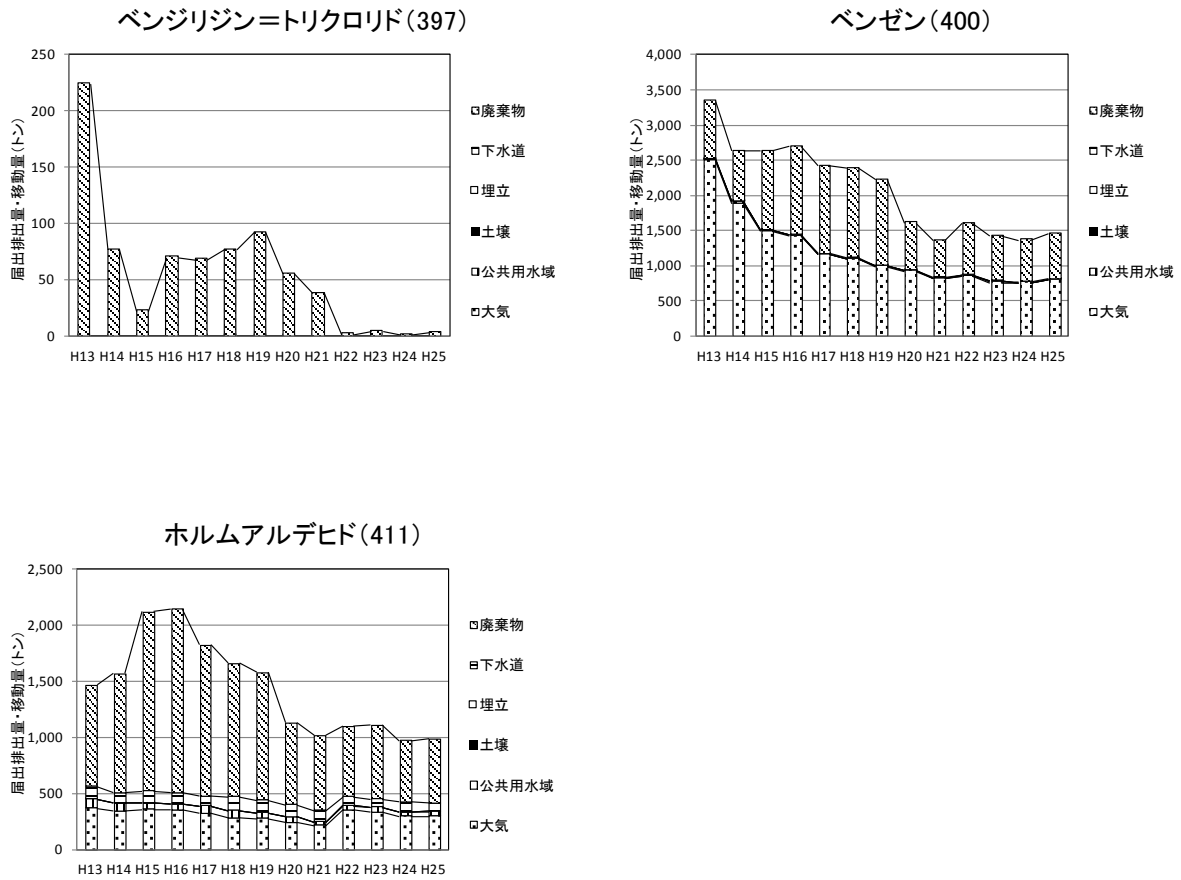 ベンジリジン＝トリクロリド(397)
届出排出量・移動量(トン)
250
200
150
100
50
0
H13 H14 H15 H16 H17 H18 H19 H20 H21 H22 H23 H24 H25
廃棄物
下水道
埋立
土壌
公共用水域
大気
ベンゼン(400)
届出排出量・移動量(トン)
4,000
3,500
3,000
2,500
2,000
1,500
1,000
500
0
H13 H14 H15 H16 H17 H18 H19 H20 H21 H22 H23 H24 H25
廃棄物
下水道
埋立
土壌
公共用水域
大気
ホルムアルデヒド(411)
届出排出量・移動量(トン)
2,500
2,000
1,500
1,000
500
0
H13 H14 H15 H16 H17 H18 H19 H20 H21 H22 H23 H24 H25
廃棄物
下水道
埋立
土壌
公共用水域
大気